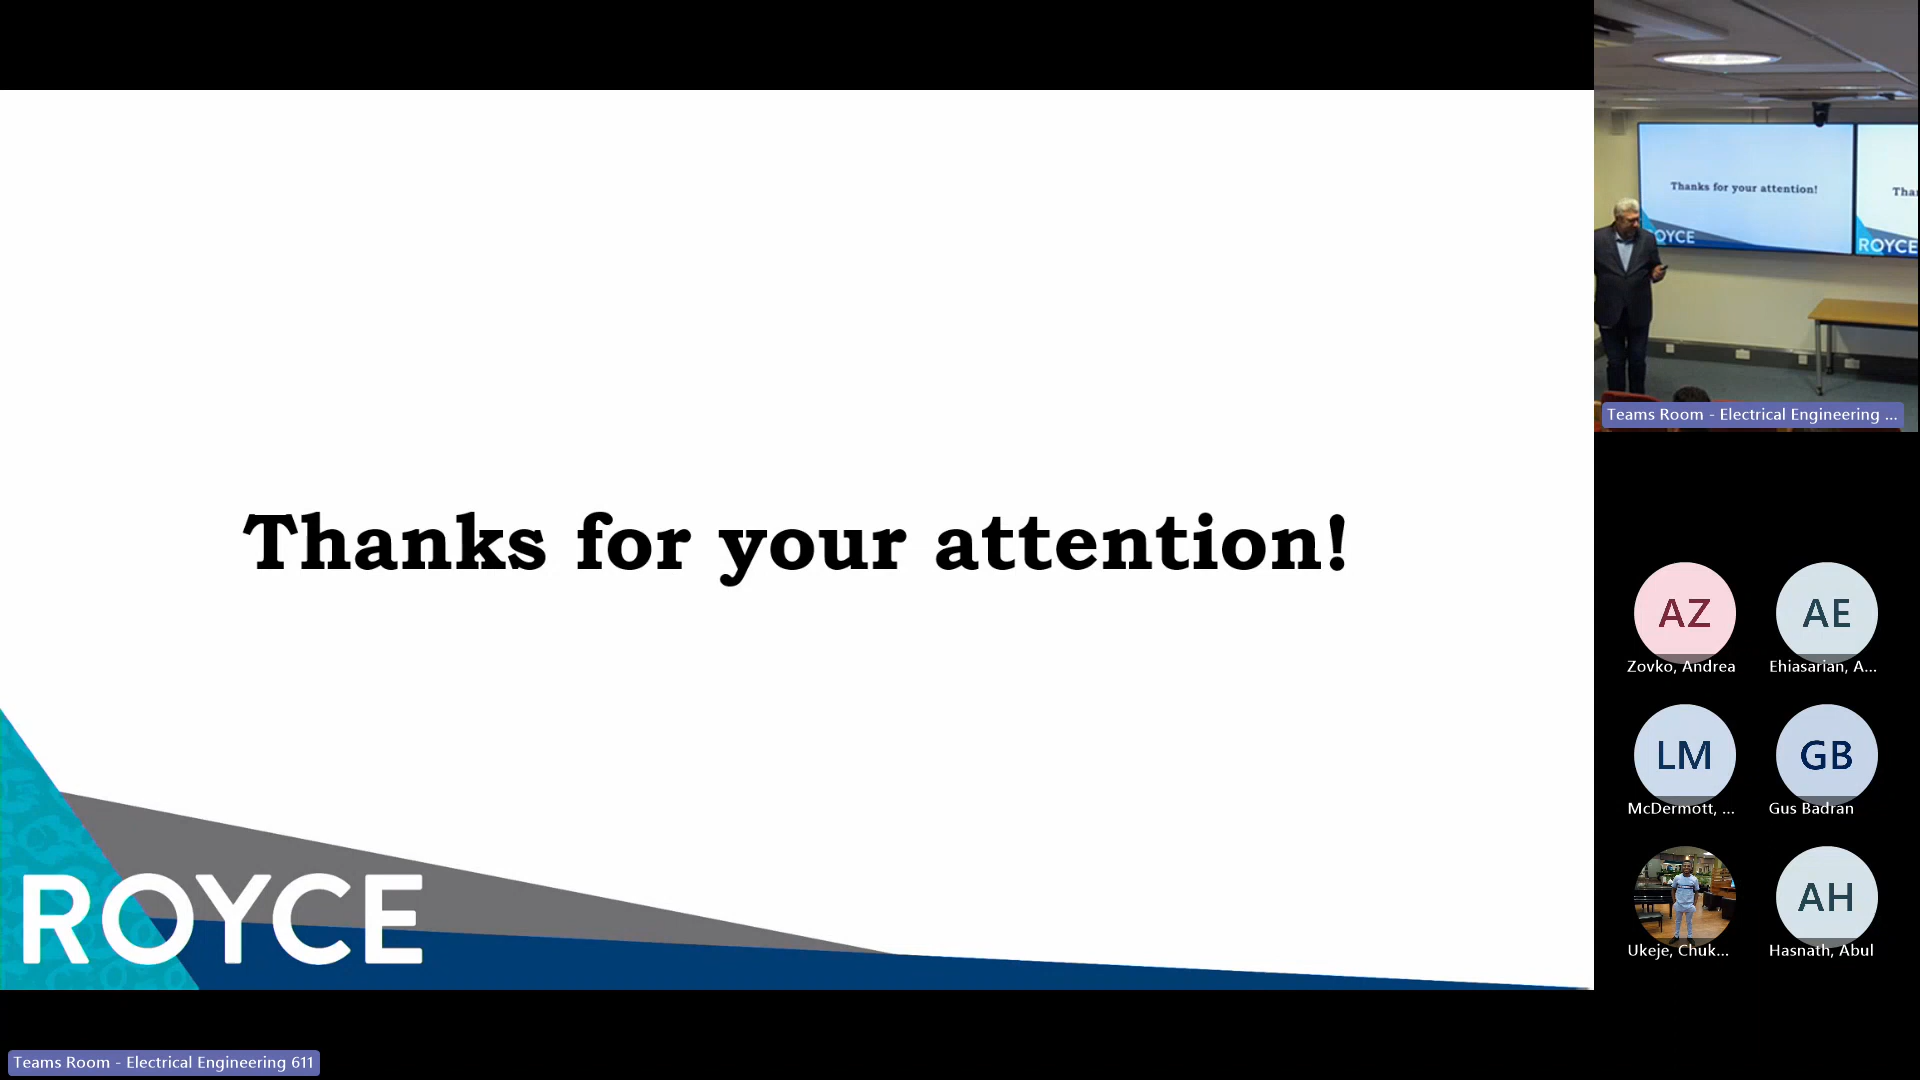 Thanks for your attention!
ROYCE
Teams Room - Electrical Engineering 611
Thanks for your attention!
OYCE
Tha
ROYCE
Teams Room - Electrical Engineering ...
AZ
Zovko, Andrea
AE
Ehiasarian, A...
LM
McDermott, ...
GB
Gus Badran
Ukeje, Chuk...
AH
Hasnath, Abul